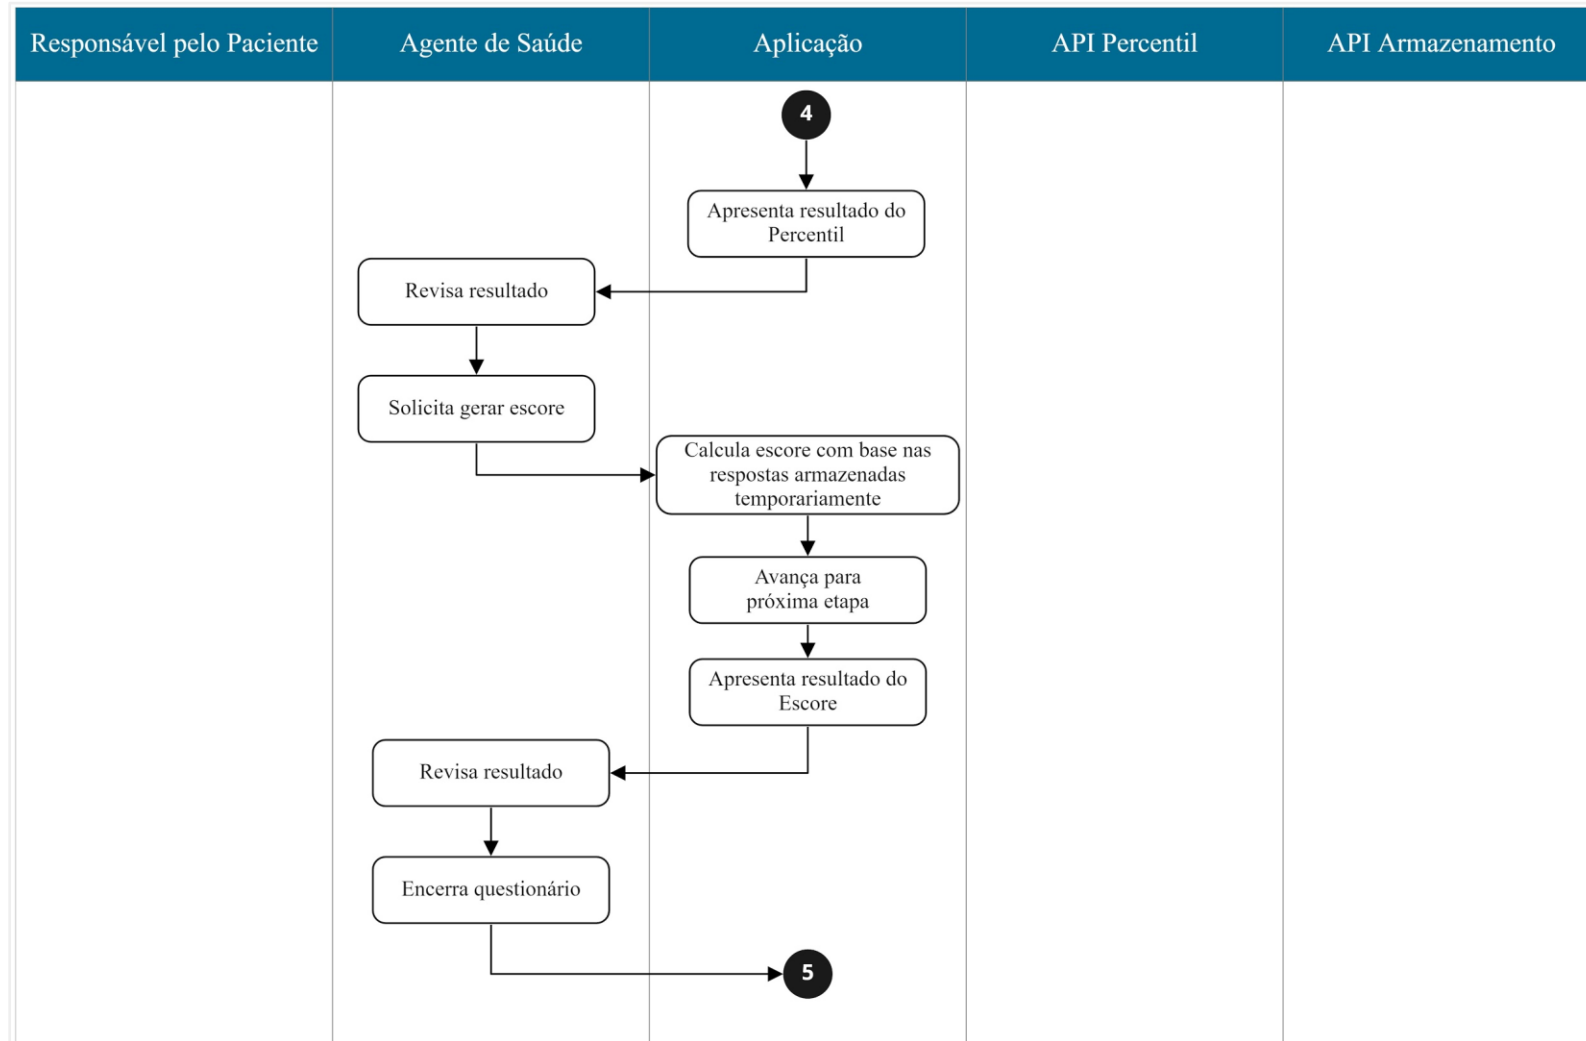 Responsável pelo Paciente
Agente de Saúde
Aplicação
API Percentil
API Armazenamento
4
Apresenta resultado do
Percentil
Revisa resultado
Solicita gerar escore
Calcula escore com base nas
respostas armazenadas
temporariamente
Avança para
próxima etapa
Apresenta resultado do
Escore
Revisa resultado
Encerra questionário
5